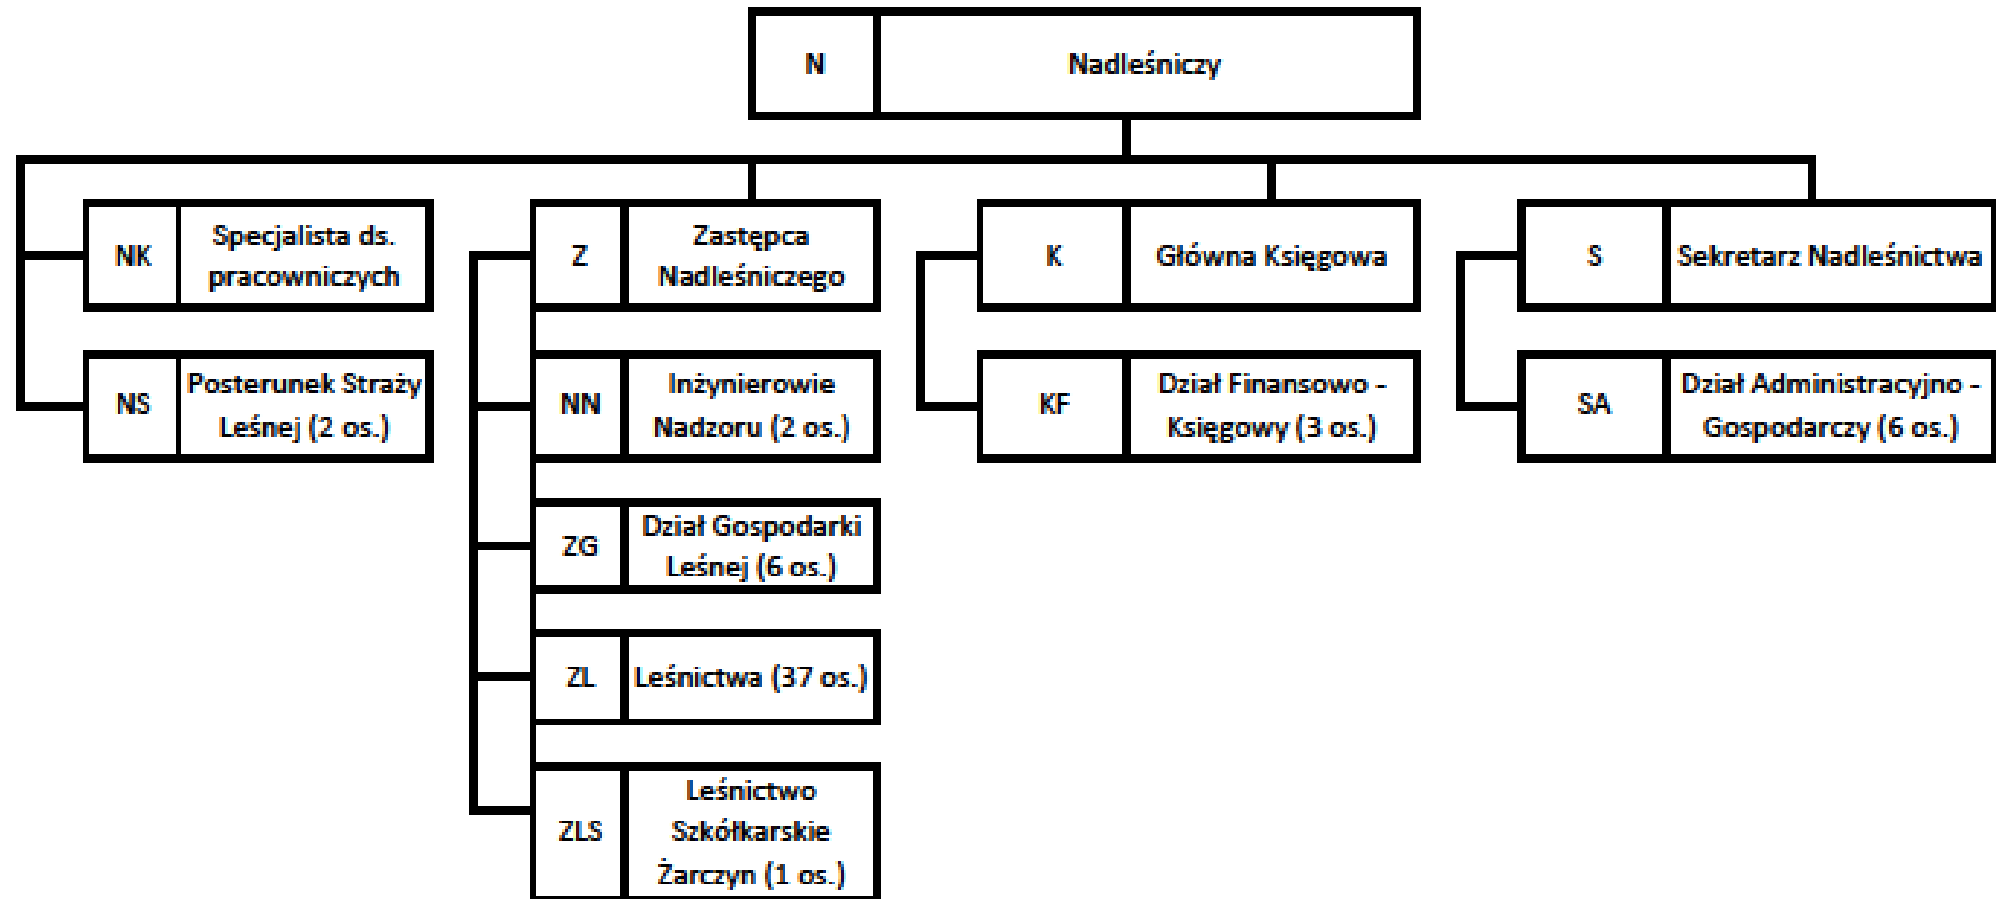 N
Nadleśniczy
NK
Specjalista ds.
pracowniczych
NS
Posterunek Straży
Leśnej (2 os.)
Z
Zastępca
Nadleśniczego
NN
Inżynierowie
Nadzoru (2 os.)
ZG
Dział Gospodarki
Leśnej (6 os.)
ZL
Leśnictwa (37 os.)
ZLS
Leśnictwo
Szkółkarskie
Żarczyn (1 os.)
K
Główna Księgowa
KF
Dział Finansowo -
Księgowy (3 os.)
S
Sekretarz Nadleśnictwa
SA
Dział Administracyjno -
Gospodarczy (6 os.)